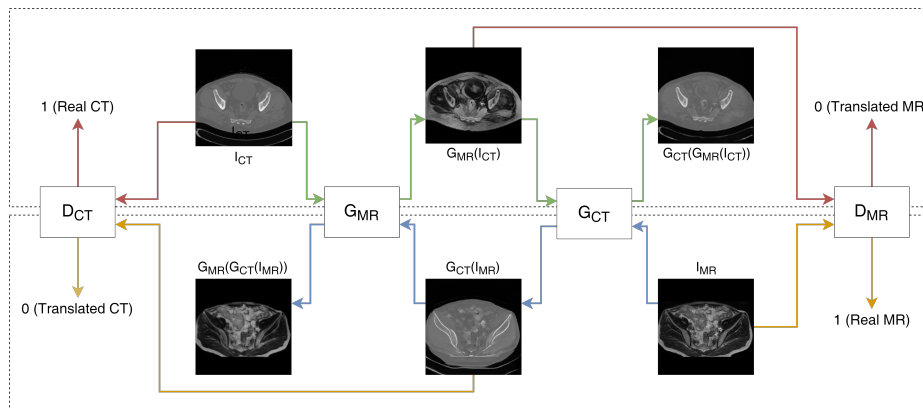 1 (Real CT)
I_CT
I_CT
G_MR(I_CT)
G_CT(G_MR(I_CT))
0 (Translated MR)
D_CT
G_MR
G_CT
D_MR
G_MR(G_CT(I_MR))
G_CT(I_MR)
I_MR
0 (Translated CT)
1 (Real MR)